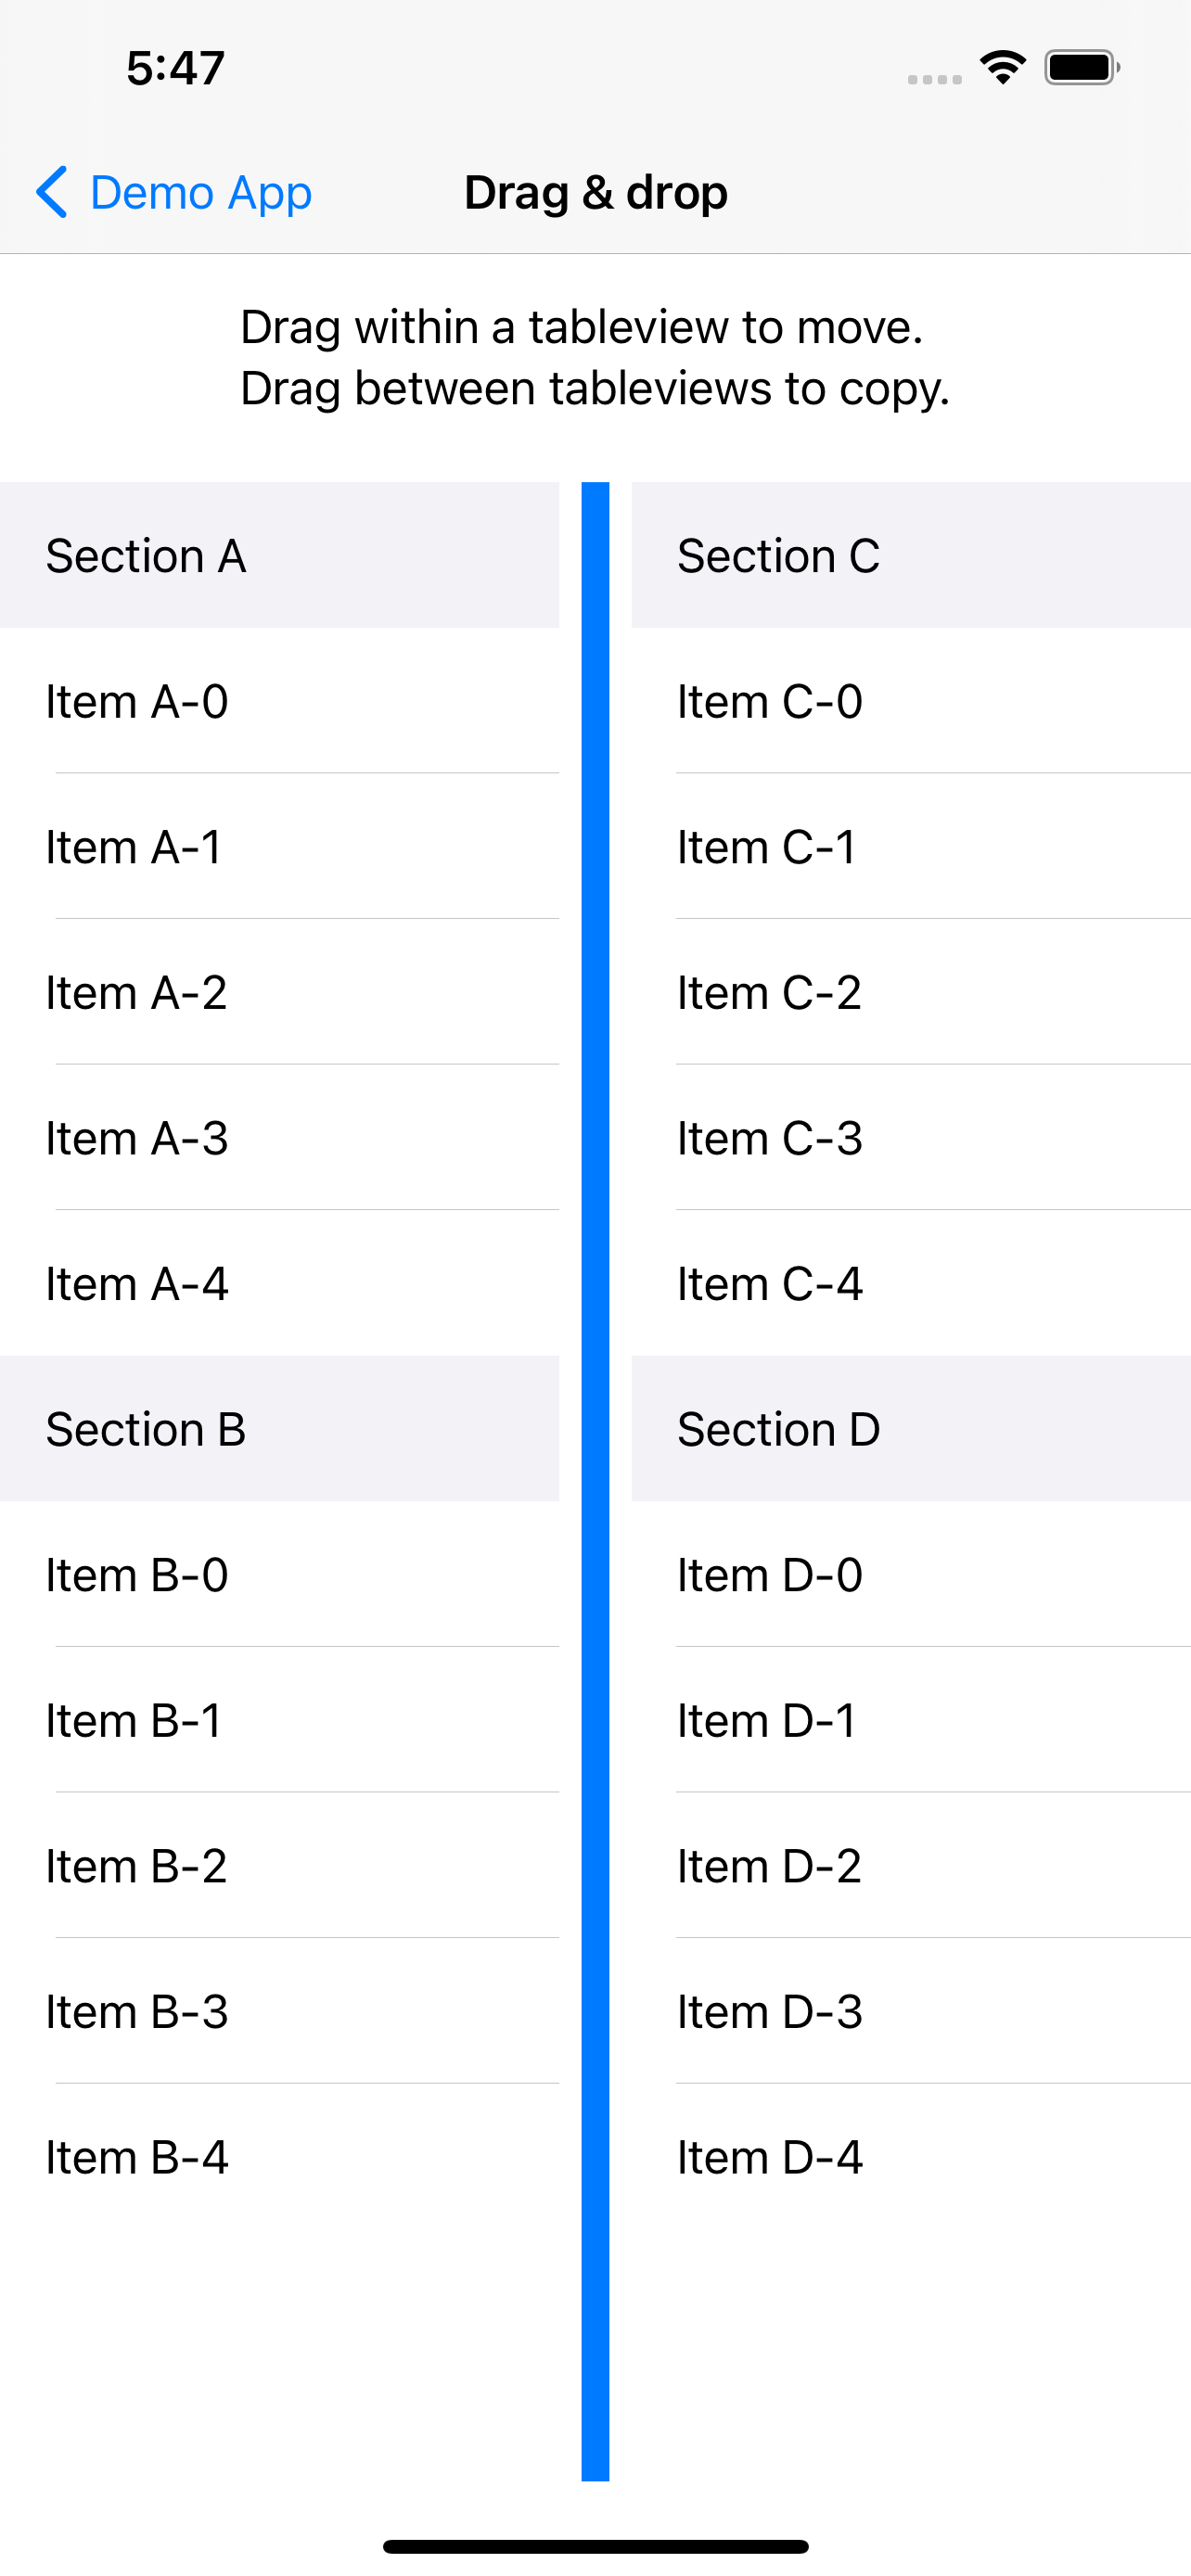 5:47
Demo App
Drag & drop
Drag within a tableview to move.
Drag between tableviews to copy.
Section A
Item A-0
Item A-1
Item A-2
Item A-3
Item A-4
Section B
Item B-0
Item B-1
Item B-2
Item B-3
Item B-4
Section C
Item C-0
Item C-1
Item C-2
Item C-3
Item C-4
Section D
Item D-0
Item D-1
Item D-2
Item D-3
Item D-4